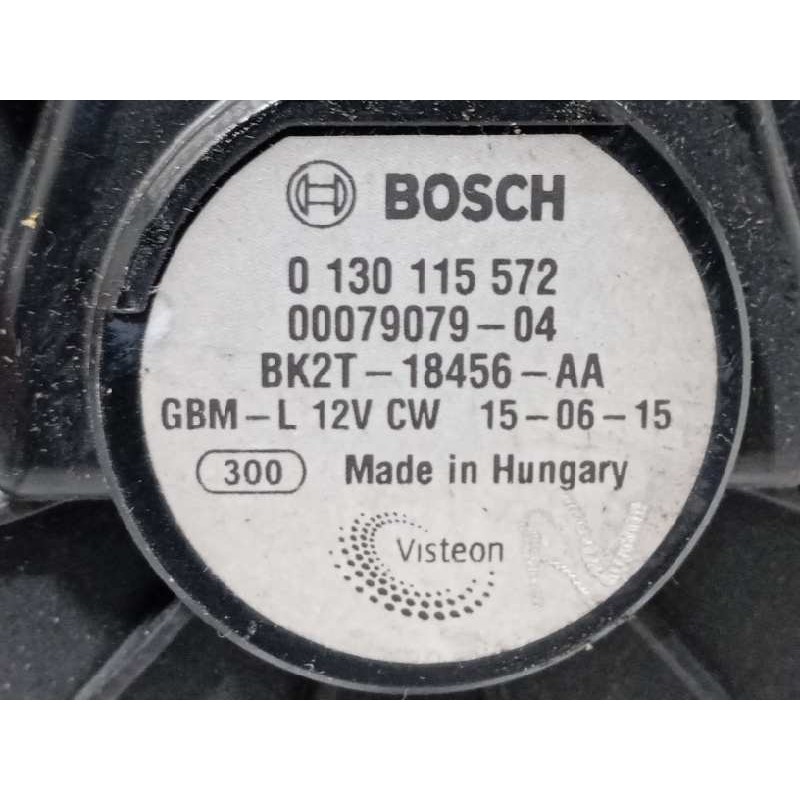 BOSCH
0 130 115 572
00079079-04
BK2T-18456-AA
GBM-L 12V CW 15-06-15
300 Made in Hungary
Visteon